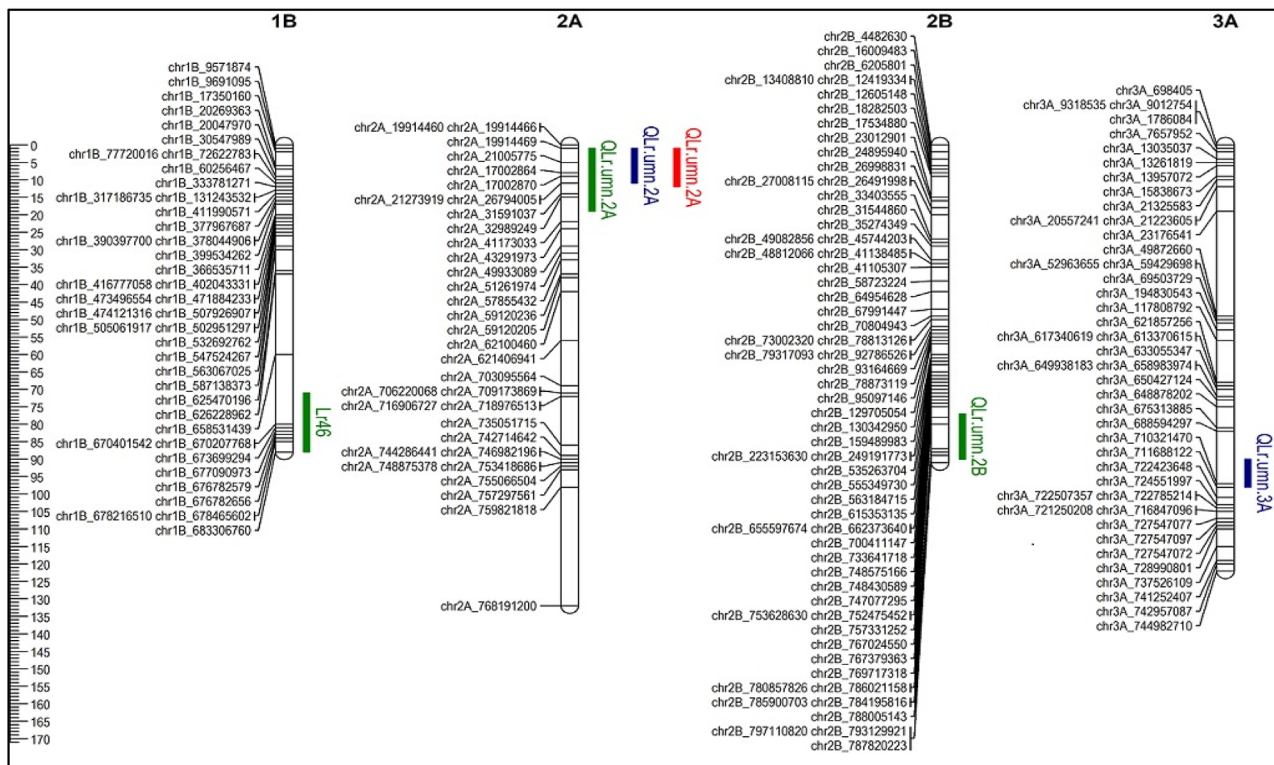 1B
2A
2B
3A
0
5
10
15
20
25
30
35
40
45
50
55
60
65
70
75
80
85
90
95
100
105
110
115
120
125
130
135
140
145
150
155
160
165
170
chr1B_9571874
chr1B_9691095
chr1B_17350160
chr1B_20269363
chr1B_20047970
chr1B_30547989
chr1B_77720016 chr1B_72622783
chr1B_60256467
chr1B_333781271
chr1B_317186735 chr1B_131243532
chr1B_411990571
chr1B_377967687
chr1B_390397700 chr1B_378044906
chr1B_399534262
chr1B_366535711
chr1B_416777058 chr1B_402043331
chr1B_473496554 chr1B_471884233
chr1B_474121316 chr1B_507926907
chr1B_505061917 chr1B_502951297
chr1B_532692762
chr1B_547524267
chr1B_563067025
chr1B_587138373
chr1B_625470196
chr1B_626228962
chr1B_658531439
chr1B_670401542 chr1B_670207768
chr1B_673699294
chr1B_677090973
chr1B_676782579
chr1B_676782656
chr1B_678216510 chr1B_678465602
chr1B_683306760
Lr46
chr2A_19914460 chr2A_19914466
chr2A_19914469
chr2A_21005775
chr2A_17002864
chr2A_17002870
chr2A_21273919 chr2A_26794005
chr2A_31591037
chr2A_32989249
chr2A_41173033
chr2A_43291973
chr2A_49933089
chr2A_51261974
chr2A_57855432
chr2A_59120236
chr2A_59120205
chr2A_62100460
chr2A_621406941
chr2A_703095564
chr2A_706220068 chr2A_709173869
chr2A_716906727 chr2A_718976513
chr2A_735051715
chr2A_742714642
chr2A_744286441 chr2A_746982196
chr2A_748875378 chr2A_753418686
chr2A_755066504
chr2A_757297561
chr2A_759821818
chr2A_768191200
QLr.umn.2A
QLr.umn.2A
QLr.umn.2A
chr2B_4482630
chr2B_16009483
chr2B_6205801
chr2B_13408810 chr2B_12419334
chr2B_12605148
chr2B_18282503
chr2B_17534880
chr2B_23012901
chr2B_24895940
chr2B_26998831
chr2B_27008115 chr2B_26491998
chr2B_33403555
chr2B_31544860
chr2B_35274349
chr2B_49082856 chr2B_45744203
chr2B_48812066 chr2B_41138485
chr2B_41105307
chr2B_58723224
chr2B_64954628
chr2B_67991447
chr2B_70804943
chr2B_73002320 chr2B_78813126
chr2B_79317093 chr2B_92786526
chr2B_93164669
chr2B_78873119
chr2B_95097146
chr2B_129705054
chr2B_130342950
chr2B_159489983
chr2B_223153630 chr2B_249191773
chr2B_535263704
chr2B_555349730
chr2B_563184715
chr2B_615353135
chr2B_655597674 chr2B_662373640
chr2B_700411147
chr2B_733641718
chr2B_748575166
chr2B_748430589
chr2B_747077295
chr2B_753628630 chr2B_752475452
chr2B_757331252
chr2B_767024550
chr2B_767379363
chr2B_769717318
chr2B_780857826 chr2B_786021158
chr2B_785900703 chr2B_784195816
chr2B_788005143
chr2B_797110820 chr2B_793129921
chr2B_787820223
QLr.umn.2B
chr3A_698405
chr3A_9318535 chr3A_9012754
chr3A_1786084
chr3A_7657952
chr3A_13035037
chr3A_13261819
chr3A_13957072
chr3A_15838673
chr3A_21325583
chr3A_20557241 chr3A_21223605
chr3A_23176541
chr3A_49872660
chr3A_52963655 chr3A_59429698
chr3A_69503729
chr3A_194830543
chr3A_117808792
chr3A_621857256
chr3A_617340619 chr3A_613370615
chr3A_633055347
chr3A_649938183 chr3A_658983974
chr3A_650427124
chr3A_648878202
chr3A_675313885
chr3A_688594297
chr3A_710321470
chr3A_711688122
chr3A_722423648
chr3A_724551997
chr3A_722507357 chr3A_722785214
chr3A_721250208 chr3A_716847096
chr3A_727547077
chr3A_727547097
chr3A_727547072
chr3A_728990801
chr3A_737526109
chr3A_741252407
chr3A_742957087
chr3A_744982710
QLr.umn.3A